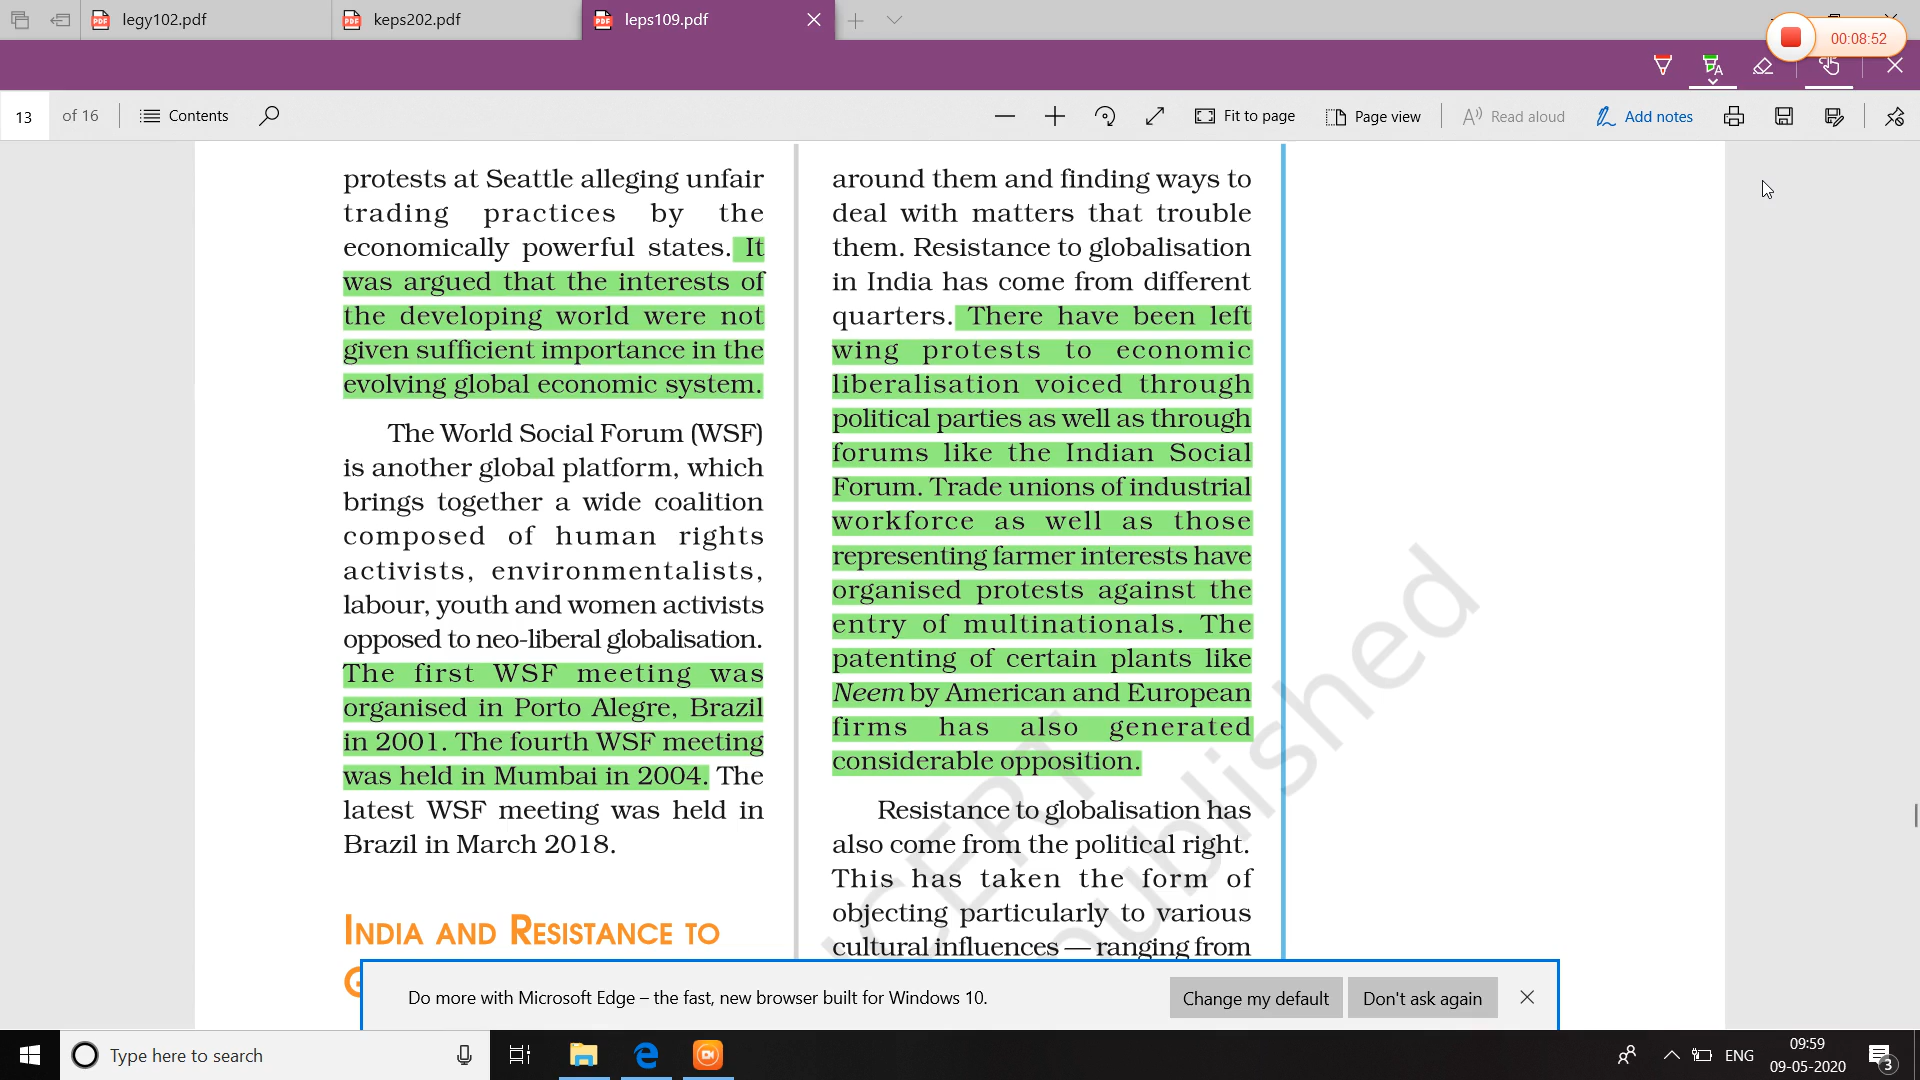 legy102.pdf
keps202.pdf
leps109.pdf
00:08:52
13 of 16
Contents
Fit to page
Page view
Read aloud
Add notes
protests at Seattle alleging unfair
trading practices by the
economically powerful states. It
was argued that the interests of
the developing world were not
given sufficient importance in the
evolving global economic system.
The World Social Forum (WSF)
is another global platform, which
brings together a wide coalition
composed of human rights
activists, environmentalists,
labour, youth and women activists
opposed to neo-liberal globalisation.
The first WSF meeting was
organised in Porto Alegre, Brazil
in 2001. The fourth WSF meeting
was held in Mumbai in 2004. The
latest WSF meeting was held in
Brazil in March 2018.
INDIA AND RESISTANCE TO
around them and finding ways to
deal with matters that trouble
them. Resistance to globalisation
in India has come from different
quarters. There have been left
wing protests to economic
liberalisation voiced through
political parties as well as through
forums like the Indian Social
Forum. Trade unions of industrial
workforce as well as those
representing farmer interests have
organised protests against the
entry of multinationals. The
patenting of certain plants like
Neem by American and European
firms has also generated
considerable opposition.
Resistance to globalisation has
also come from the political right.
This has taken the form of
objecting particularly to various
cultural influences — ranging from
Do more with Microsoft Edge – the fast, new browser built for Windows 10.
Change my default
Don't ask again
Type here to search
ENG
09:59
09-05-2020
3